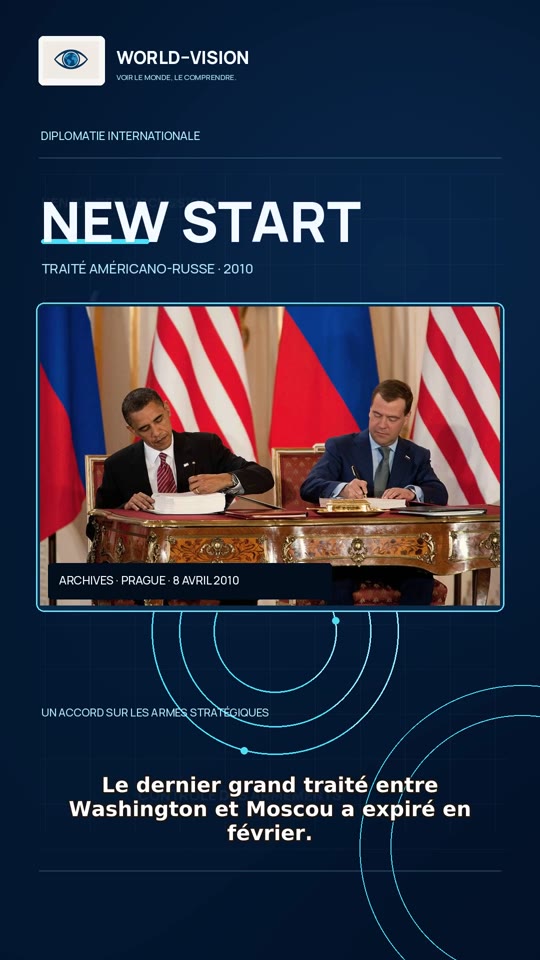 WORLD-VISION
VOIR LE MONDE, LE COMPRENDRE.
DIPLOMATIE INTERNATIONALE
NEW START
TRAITÉ AMÉRICANO-RUSSE · 2010
ARCHIVES · PRAGUE · 8 AVRIL 2010
UN ACCORD SUR LES ARMES STRATÉGIQUES
Le dernier grand traité entre
Washington et Moscou a expiré en
février.